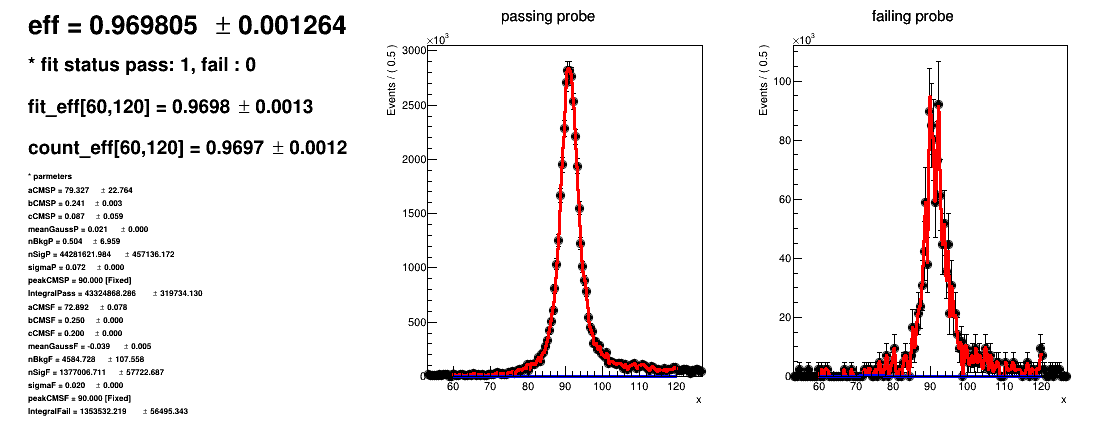 eff = 0.969805 ± 0.001264
* fit status pass: 1, fail : 0
fit_eff[60,120] = 0.9698 ± 0.0013
count_eff[60,120] = 0.9697 ± 0.0012
* parmeters
aCMSP = 79.327 ± 22.764
bCMSP = 0.241 ± 0.003
cCMSP = 0.087 ± 0.059
meanGaussP = 0.021 ± 0.000
nBkgP = 0.504 ± 6.959
nSigP = 44281621.984 ± 457136.172
sigmaP = 0.072 ± 0.000
peakCMSP = 90.000 [Fixed]
IntegralPass = 43324868.286 ± 319734.130
aCMSF = 72.892 ± 0.078
bCMSF = 0.250 ± 0.000
cCMSF = 0.200 ± 0.000
meanGaussF = -0.039 ± 0.005
nBkgF = 4584.728 ± 107.558
nSigF = 1377006.711 ± 57722.687
sigmaF = 0.020 ± 0.000
peakCMSF = 90.000 [Fixed]
IntegralFail = 1353532.219 ± 56495.343
passing probe
×10³
Events / ( 0.5 )
3000
2500
2000
1500
1000
500
0
60 70 80 90 100 110 120
x
failing probe
×10³
Events / ( 0.5 )
100
80
60
40
20
0
60 70 80 90 100 110 120
x